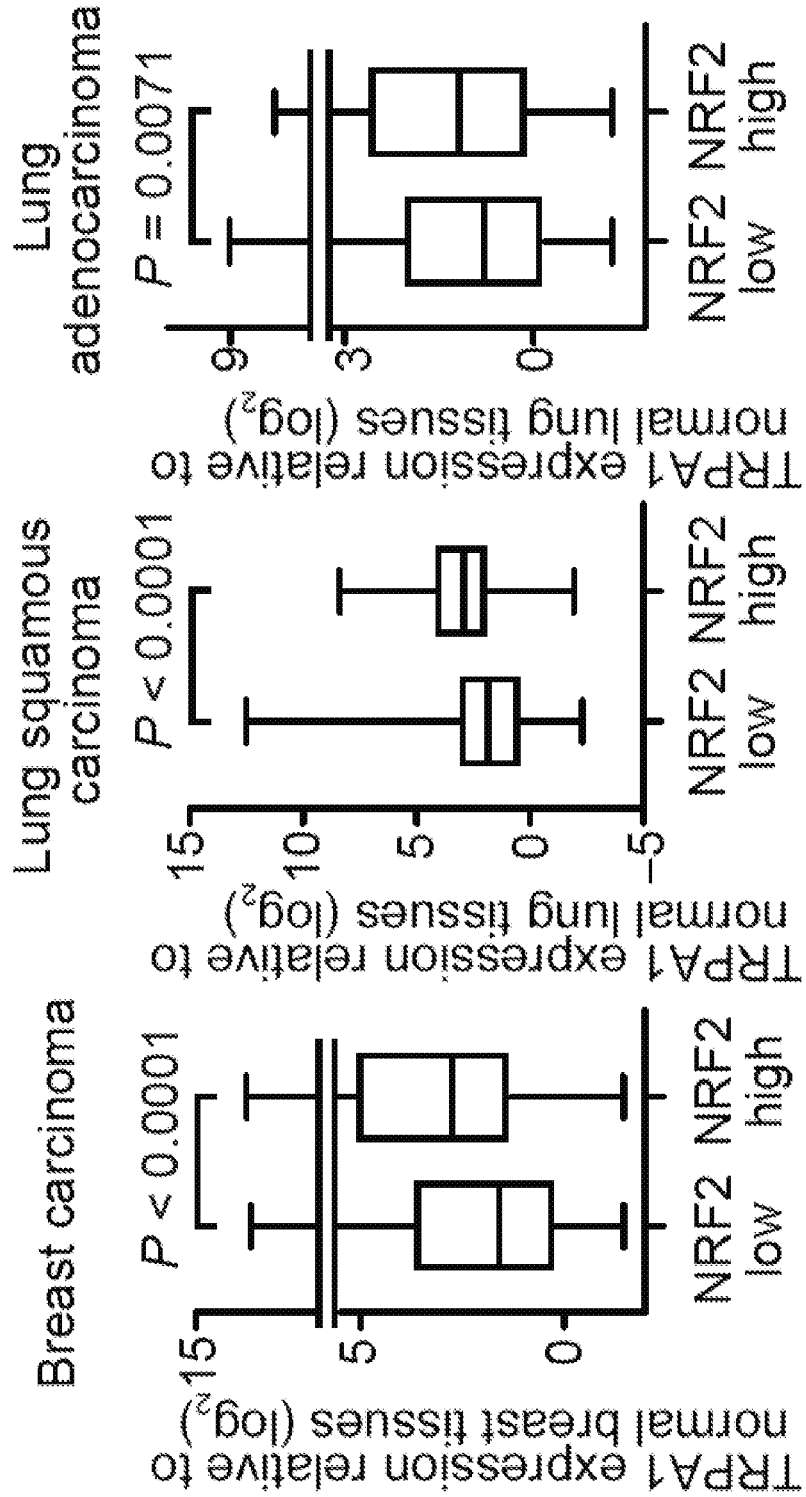 Breast carcinoma
P < 0.0001
15
5
0
TRPA1 expression relative to
normal breast tissues (log₂)
NRF2 low
NRF2 high
Lung squamous
carcinoma
P < 0.0001
15
10
5
0
−5
TRPA1 expression relative to
normal lung tissues (log₂)
NRF2 low
NRF2 high
Lung
adenocarcinoma
P = 0.0071
9
3
0
TRPA1 expression relative to
normal lung tissues (log₂)
NRF2 low
NRF2 high